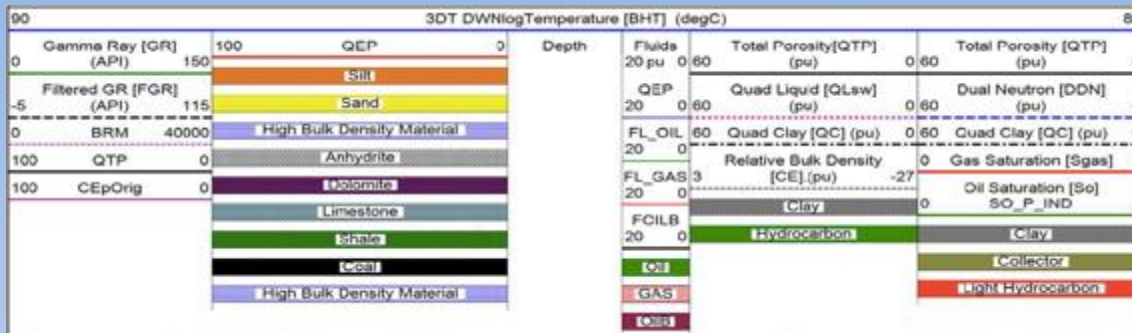 90 3DT DWNlogTemperature [BHT] (degC) 8
Gamma Ray [GR]
0 (API) 150
Filtered GR [FGR]
-5 (API) 115
0 BRM 40000
100 QTP 0
100 CEpOrig 0
100 QEP 0
Silt
Sand
High Bulk Density Material
Anhydrite
Dolomite
Limestone
Shale
Coal
High Bulk Density Material
Depth
Fluids
20 pu 0
QEP
20 0
FL_OIL
20 0
FL_GAS
20 0
FOILB
20 0
Oil
GAS
OilB
Total Porosity[QTP]
60 (pu) 0
Quad Liquid [QLsw]
60 (pu) 0
60 Quad Clay [QC] (pu) 0
Relative Bulk Density
3 [CE].(pu) -27
Clay
Hydrocarbon
Total Porosity [QTP]
60 (pu)
Dual Neutron [DDN]
60 (pu)
60 Quad Clay [QC] (pu)
0 Gas Saturation [Sgas]
Oil Saturation [So]
0 SO_P_IND
Clay
Collector
Light Hydrocarbon